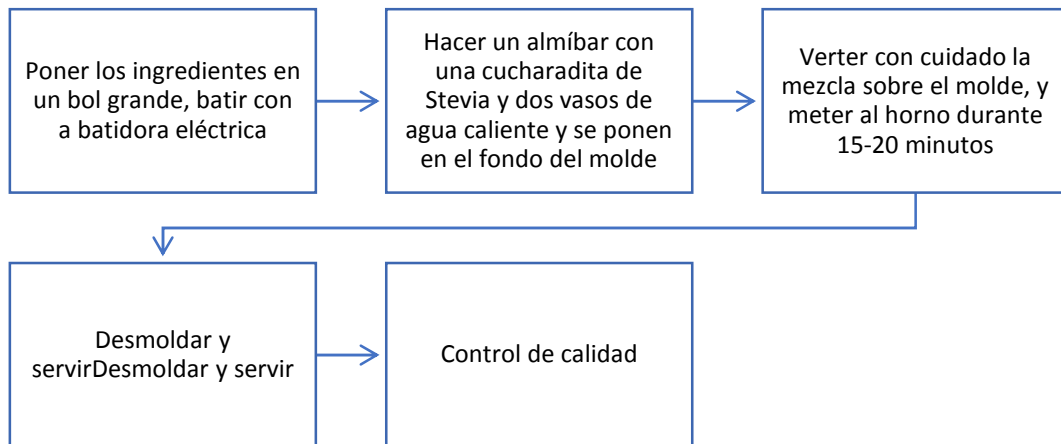 Poner los ingredientes en
un bol grande, batir con
a batidora eléctrica
Hacer un almíbar con
una cucharadita de
Stevia y dos vasos de
agua caliente y se ponen
en el fondo del molde
Verter con cuidado la
mezcla sobre el molde, y
meter al horno durante
15-20 minutos
Desmoldar y
servirDesmoldar y servir
Control de calidad